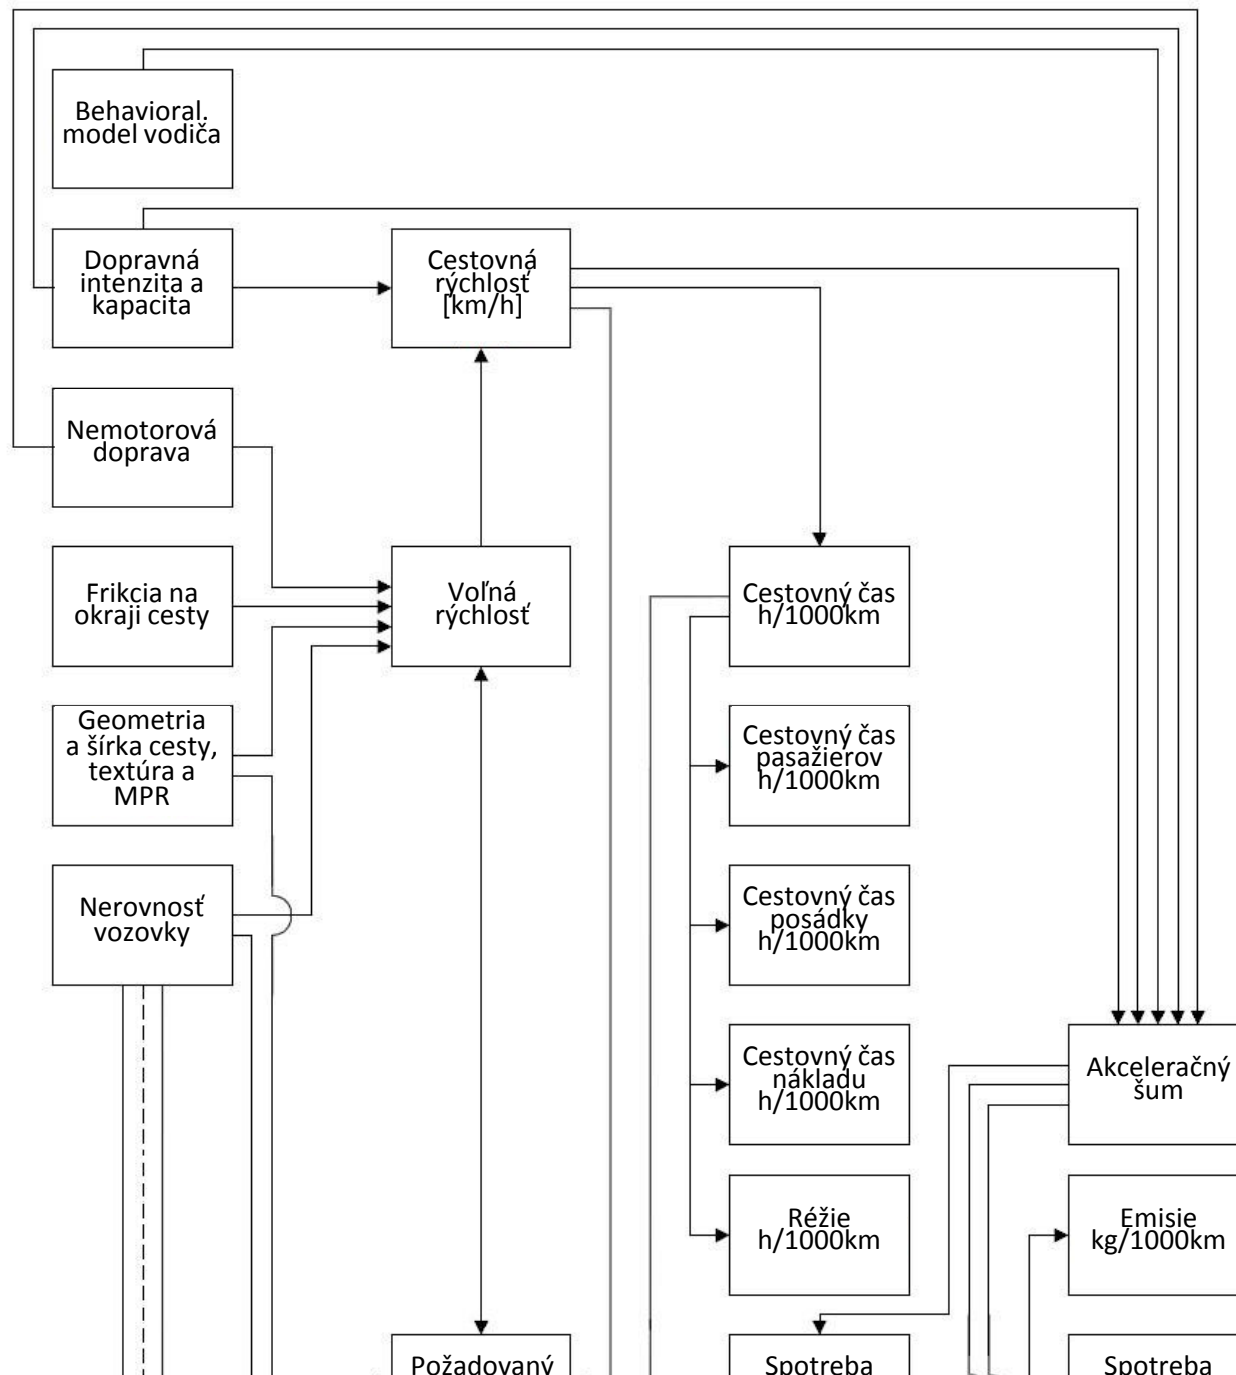 Behavioral.
model vodiča
Dopravná
intenzita a
kapacita
Cestovná
rýchlosť
[km/h]
Nemotorová
doprava
Frikcia na
okraji cesty
Voľná
rýchlosť
Cestovný čas
h/1000km
Geometria
a šírka cesty,
textúra a
MPR
Cestovný čas
pasažierov
h/1000km
Nerovnosť
vozovky
Cestovný čas
posádky
h/1000km
Cestovný čas
nákladu
h/1000km
Akceleračný
šum
Réžie
h/1000km
Emisie
kg/1000km
Požadovaný
Spotreba
Spotreba